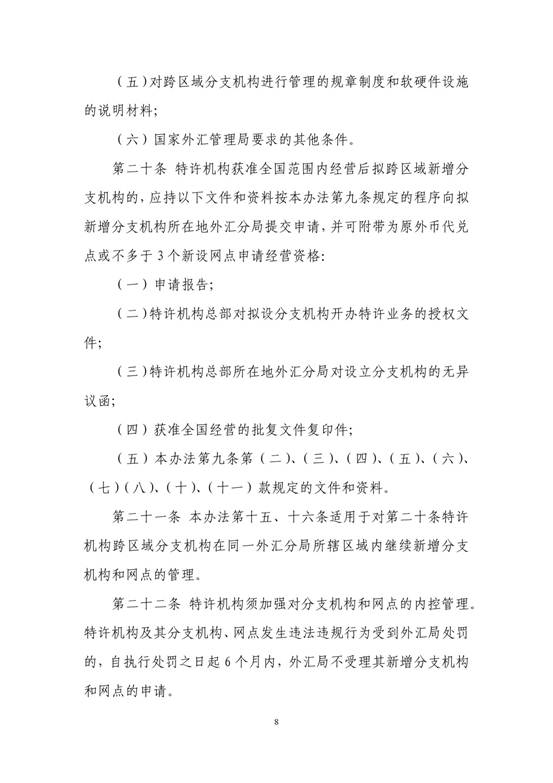 （五）对跨区域分支机构进行管理的规章制度和软硬件设施
的说明材料；
（六）国家外汇管理局要求的其他条件。
第二十条 特许机构获准全国范围内经营后拟跨区域新增分
支机构的，应持以下文件和资料按本办法第九条规定的程序向拟
新增分支机构所在地外汇分局提交申请，并可附带为原外币代兑
点或不多于 3 个新设网点申请经营资格：
（一）申请报告；
（二）特许机构总部对拟设分支机构开办特许业务的授权文
件；
（三）特许机构总部所在地外汇分局对设立分支机构的无异
议函；
（四）获准全国经营的批复文件复印件；
（五）本办法第九条第（二）、（三）、（四）、（五）、（六）、
（七）（八）、（十）、（十一）款规定的文件和资料。
第二十一条 本办法第十五、十六条适用于对第二十条特许
机构跨区域分支机构在同一外汇分局所辖区域内继续新增分支
机构和网点的管理。
第二十二条 特许机构须加强对分支机构和网点的内控管理。
特许机构及其分支机构、网点发生违法违规行为受到外汇局处罚
的，自执行处罚之日起 6 个月内，外汇局不受理其新增分支机构
和网点的申请。
8